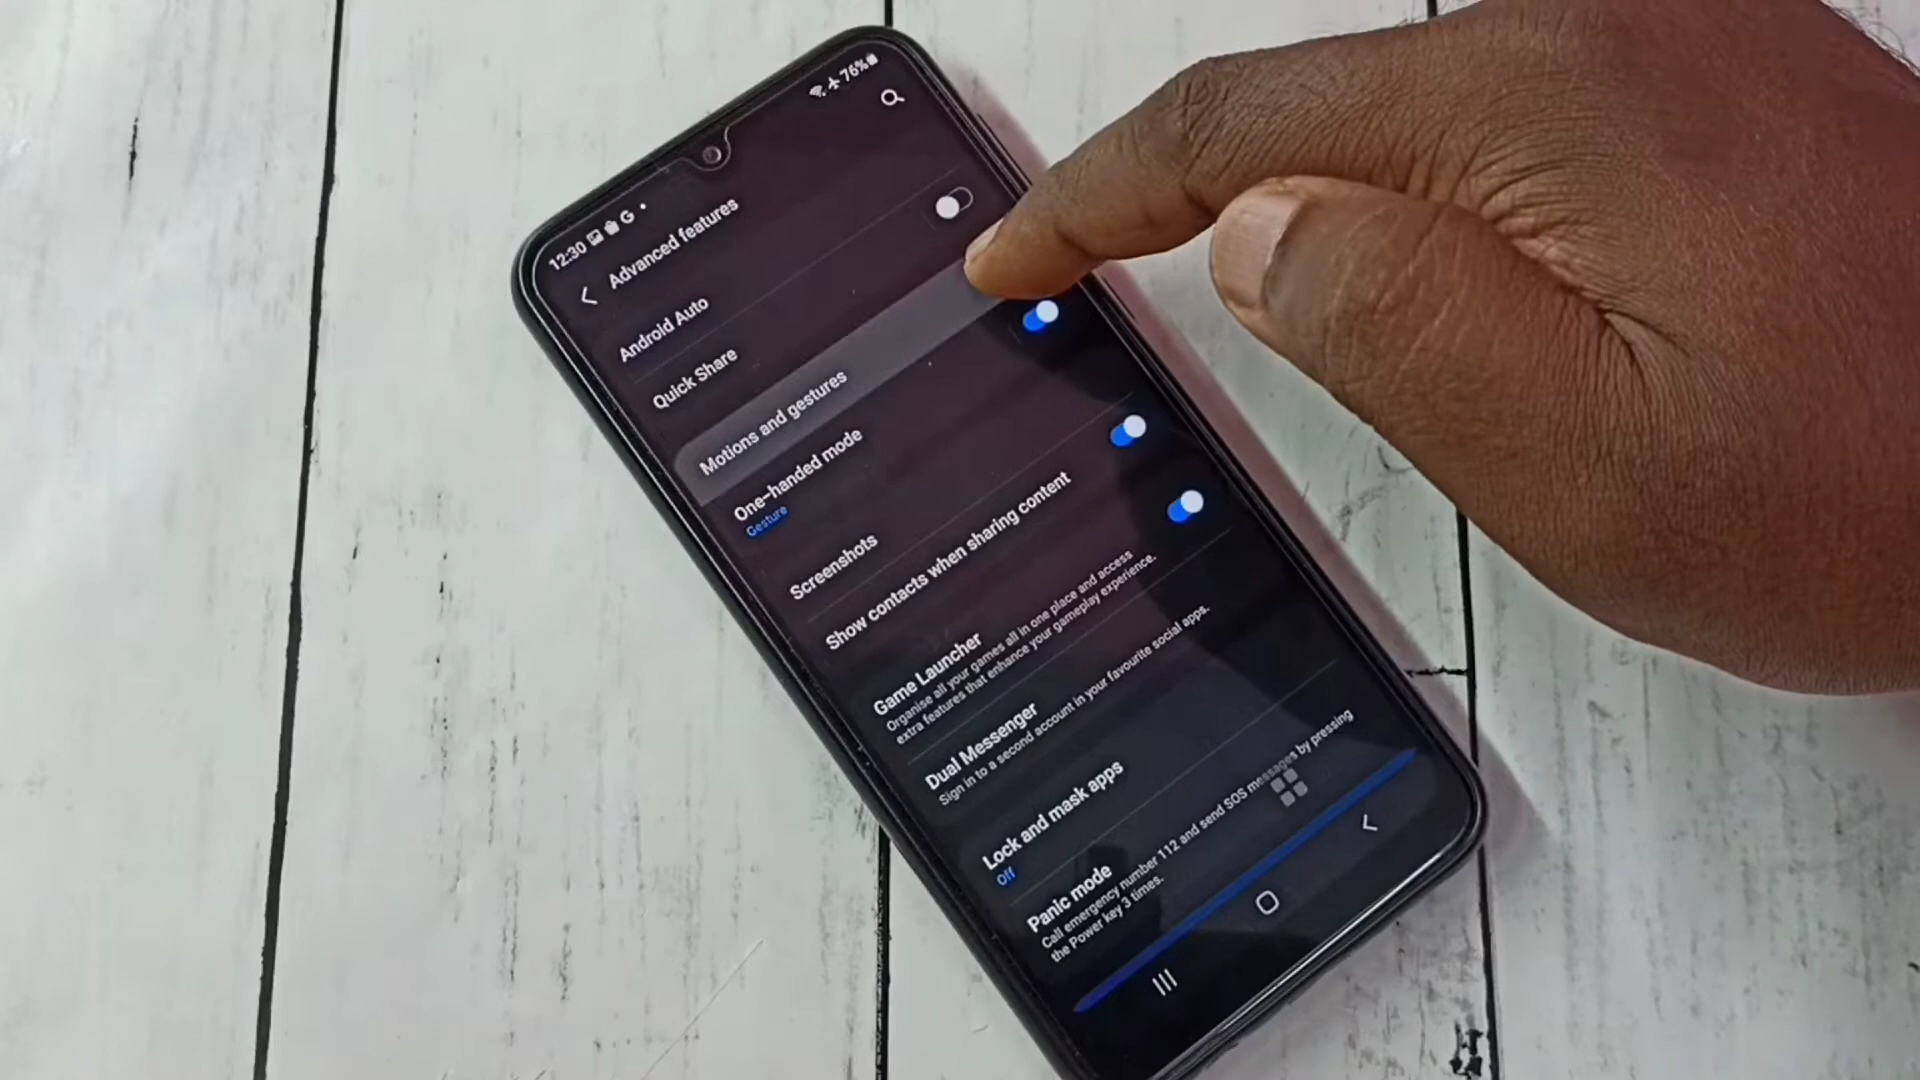 12:30 G
76%
Advanced features
Android Auto
Quick Share
Motions and gestures
One-handed mode
Gesture
Screenshots
Show contacts when sharing content
Game Launcher
Organise all your games all in one place and access
extra features that enhance your gameplay experience.
Dual Messenger
Sign in to a second account in your favourite social apps.
Lock and mask apps
Off
Panic mode
Call emergency number 112 and send SOS messages by pressing
the Power key 3 times.